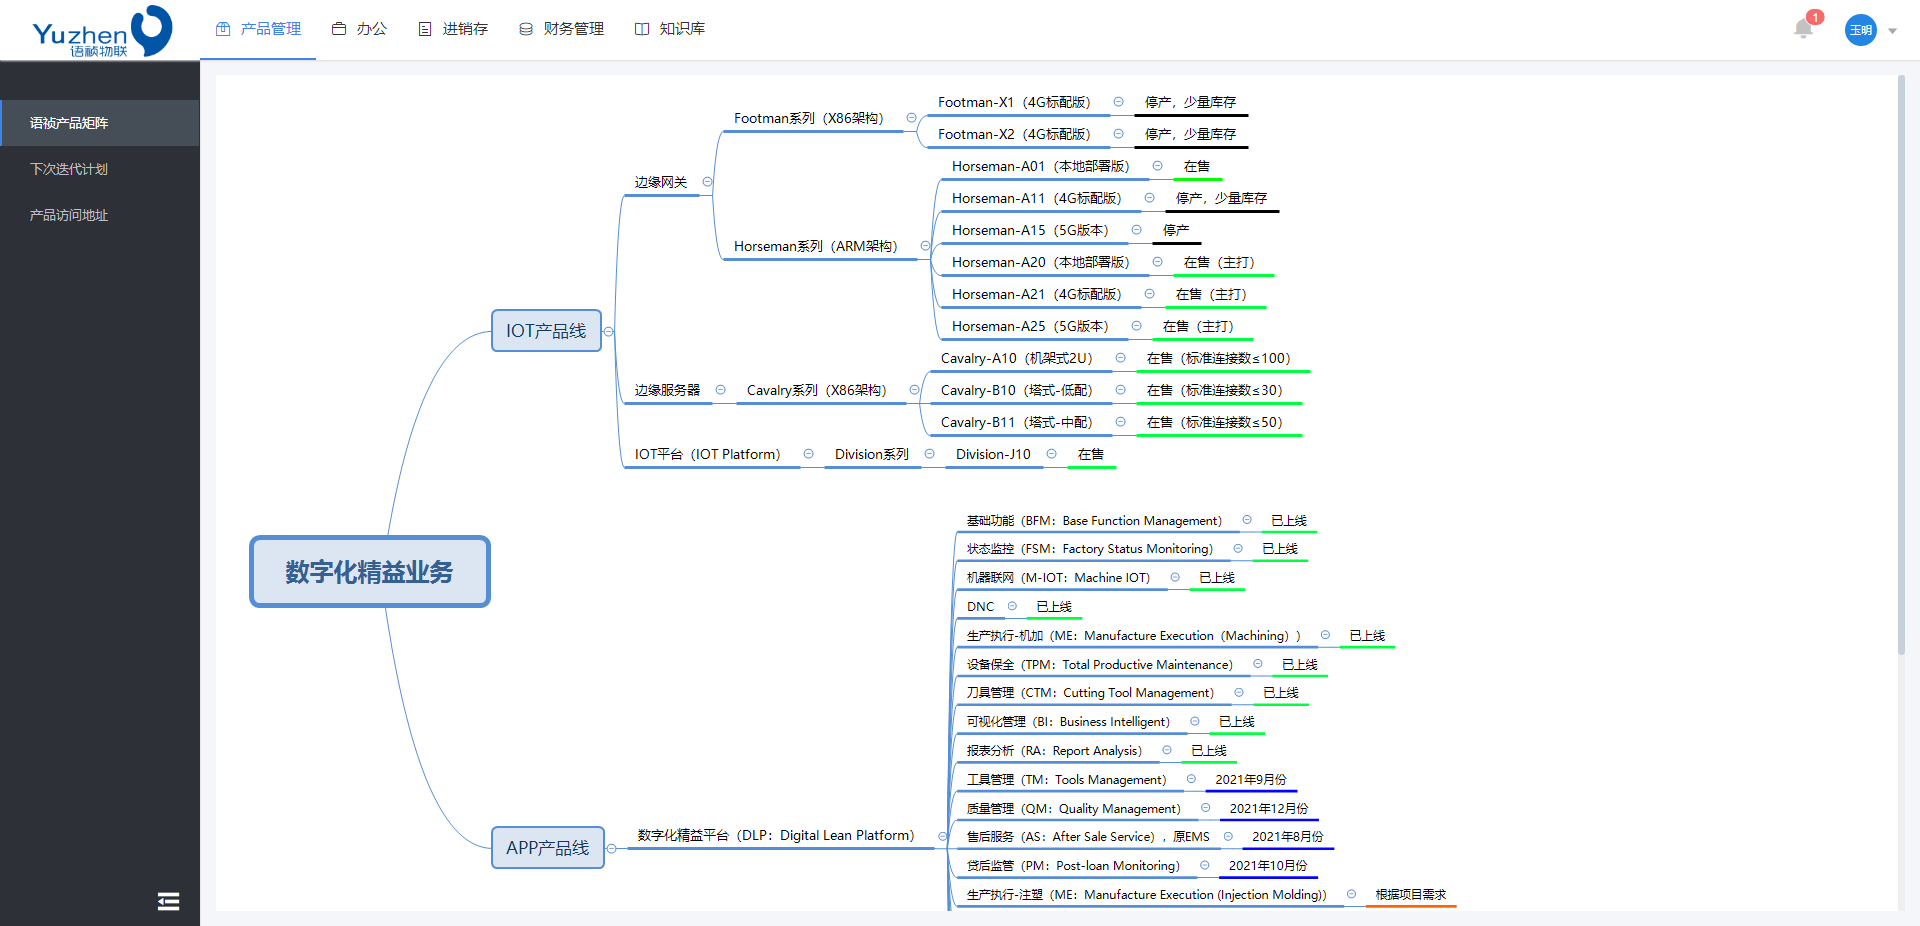 Yuzhen
语祯物联
产品管理
办公
进销存
财务管理
知识库
1
玉明
语祯产品矩阵
下次迭代计划
产品访问地址
数字化精益业务
IOT产品线
边缘网关
Footman系列（X86架构）
Footman-X1（4G标配版）
停产，少量库存
Footman-X2（4G标配版）
停产，少量库存
Horseman系列（ARM架构）
Horseman-A01（本地部署版）
在售
Horseman-A11（4G标配版）
停产，少量库存
Horseman-A15（5G版本）
停产
Horseman-A20（本地部署版）
在售（主打）
Horseman-A21（4G标配版）
在售（主打）
Horseman-A25（5G版本）
在售（主打）
边缘服务器
Cavalry系列（X86架构）
Cavalry-A10（机架式2U）
在售（标准连接数≤100）
Cavalry-B10（塔式-低配）
在售（标准连接数≤30）
Cavalry-B11（塔式-中配）
在售（标准连接数≤50）
IOT平台（IOT Platform）
Division系列
Division-J10
在售
APP产品线
数字化精益平台（DLP：Digital Lean Platform）
基础功能（BFM：Base Function Management）
已上线
状态监控（FSM：Factory Status Monitoring）
已上线
机器联网（M-IOT：Machine IOT）
已上线
DNC
已上线
生产执行-机加（ME：Manufacture Execution（Machining））
已上线
设备保全（TPM：Total Productive Maintenance）
已上线
刀具管理（CTM：Cutting Tool Management）
已上线
可视化管理（BI：Business Intelligent）
已上线
报表分析（RA：Report Analysis）
已上线
工具管理（TM：Tools Management）
2021年9月份
质量管理（QM：Quality Management）
2021年12月份
售后服务（AS：After Sale Service），原EMS
2021年8月份
贷后监管（PM：Post-loan Monitoring）
2021年10月份
生产执行-注塑（ME：Manufacture Execution (Injection Molding)）
根据项目需求